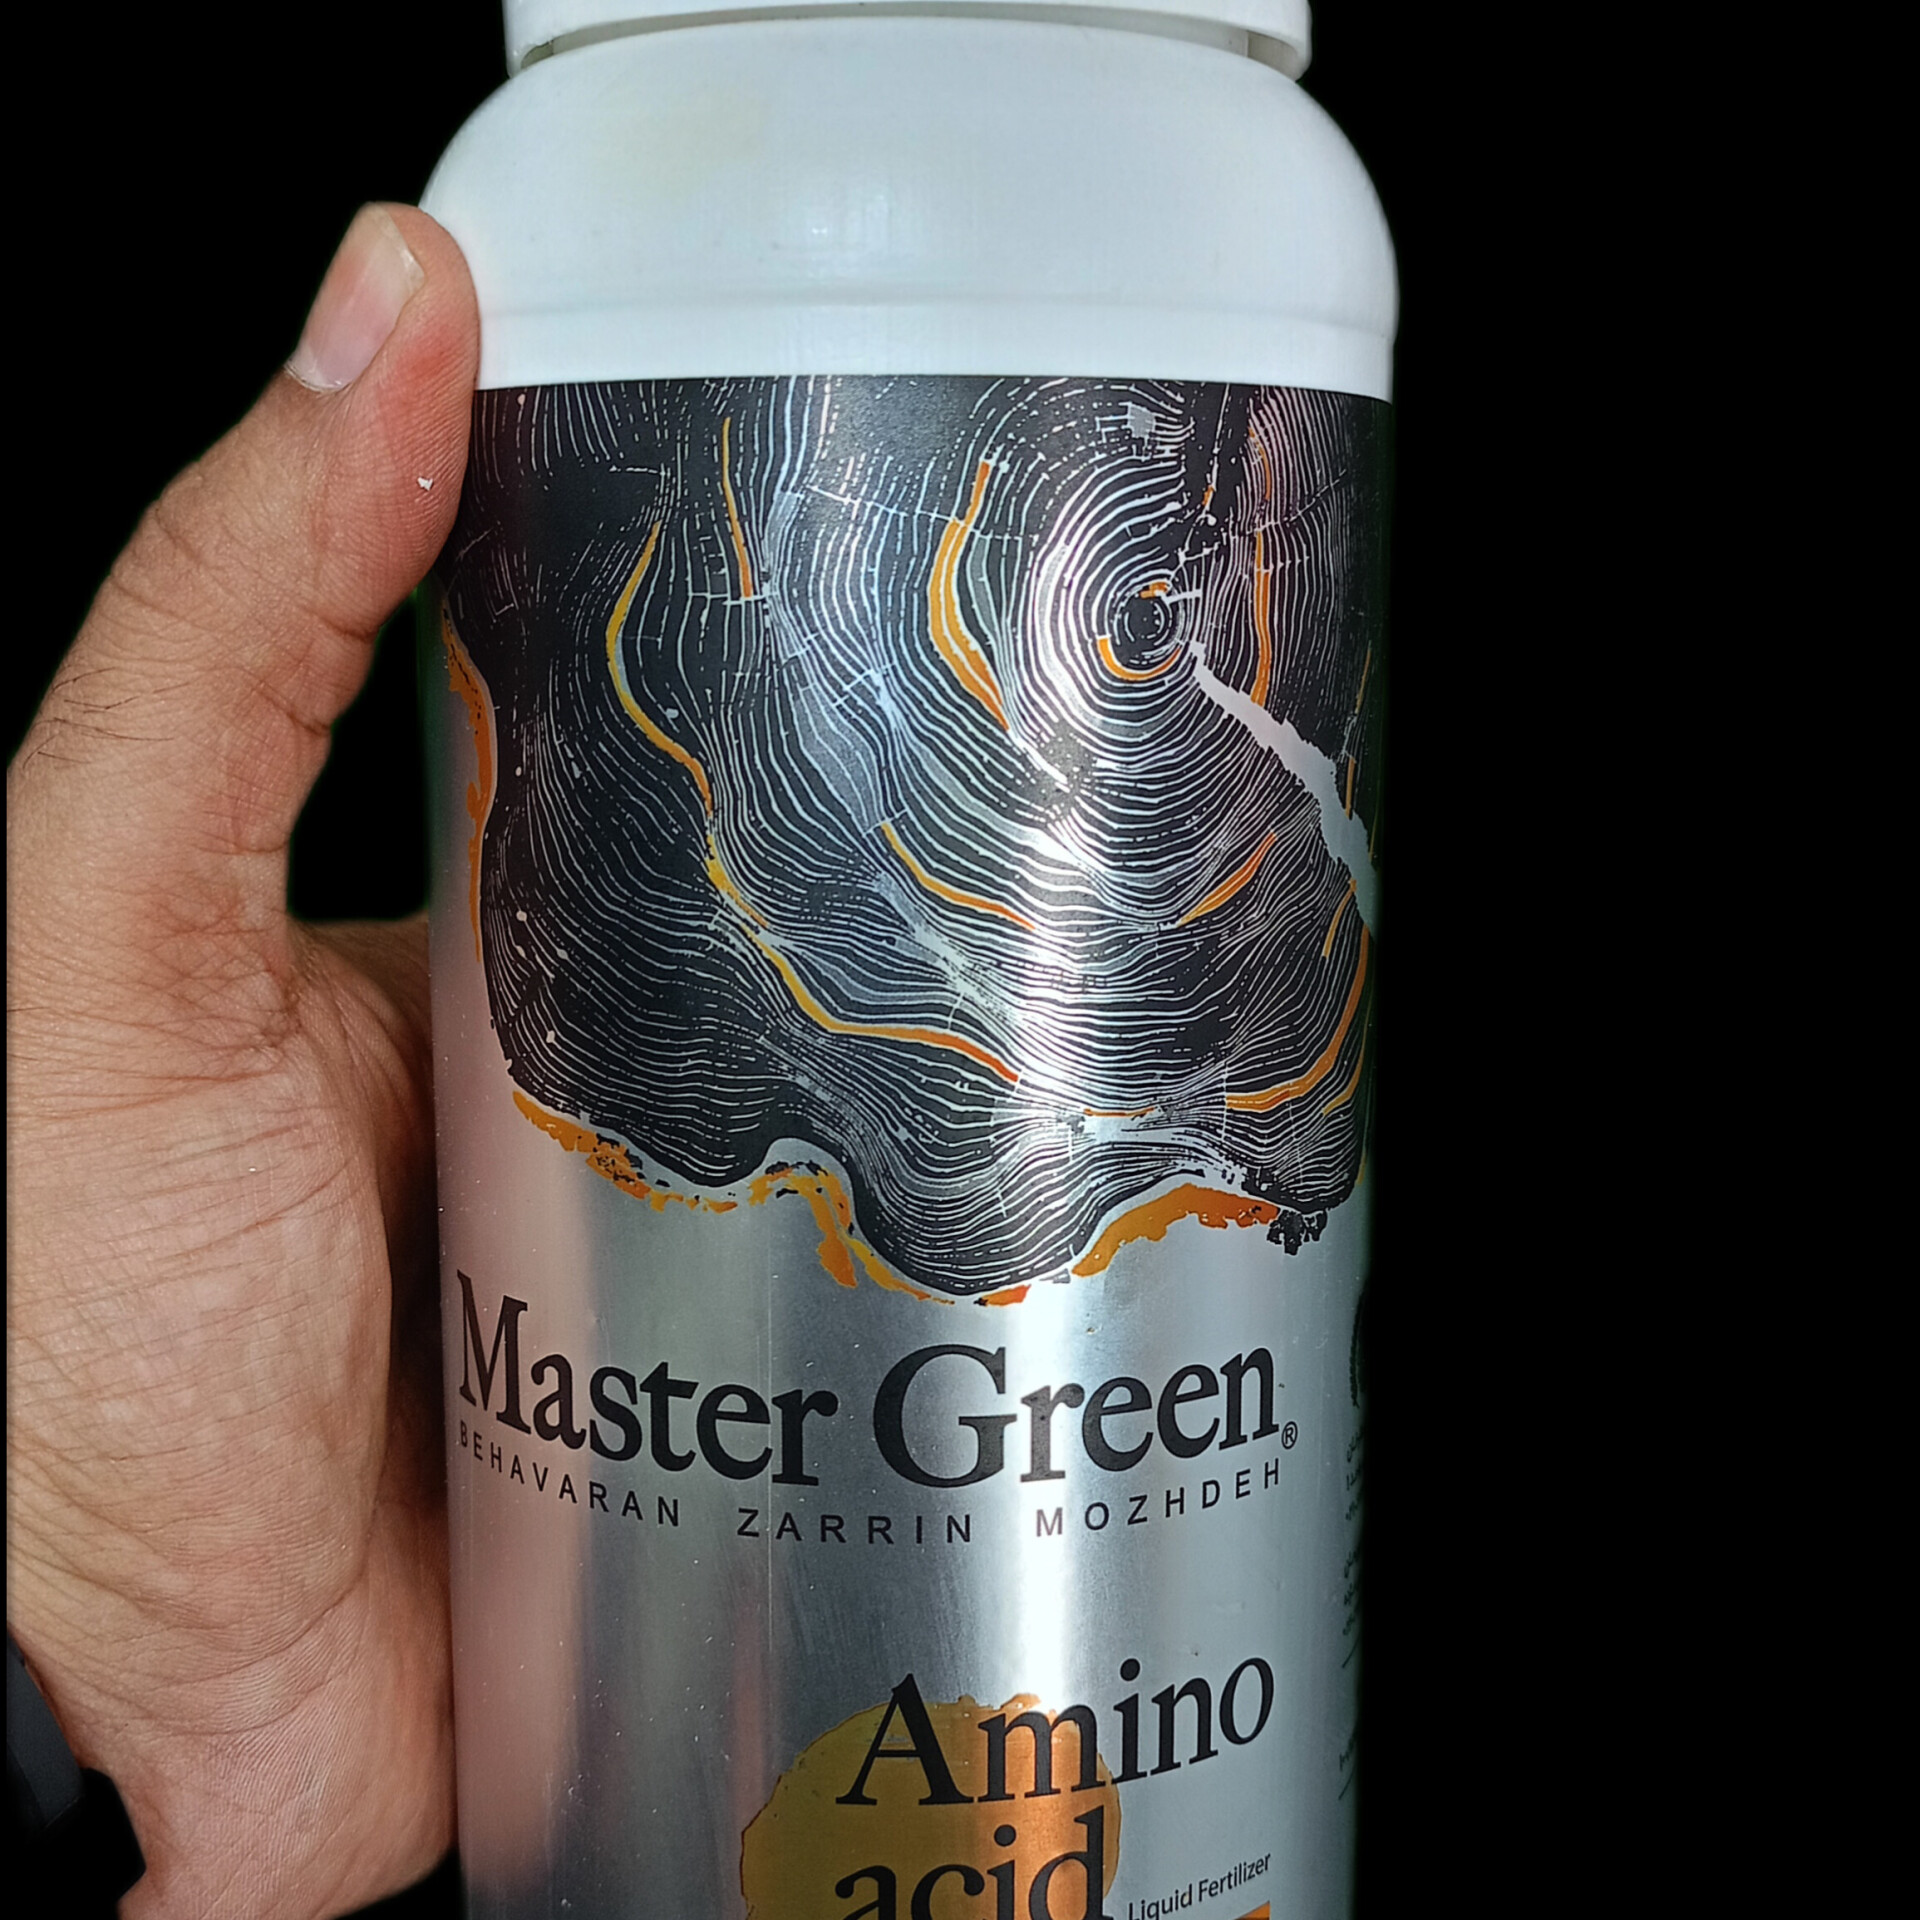 Master Green®
BEHAVARAN ZARRIN MOZHDEH
Amino
acid
Liquid Fertilizer